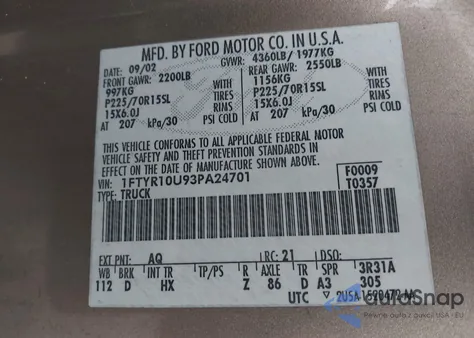 MFD. BY FORD MOTOR CO. IN U.S.A.
DATE: 09/02 GVWR: 4360LB/ 1977KG
FRONT GAWR: 2200LB REAR GAWR: 2550LB
997KG WITH 1156KG WITH
P225/70R15SL TIRES P225/70R15SL TIRES
15X6.0J RIMS 15X6.0J RIMS
AT 207 kPa/30 PSI COLD AT 207 kPa/30 PSI COLD
THIS VEHICLE CONFORMS TO ALL APPLICABLE FEDERAL MOTOR
VEHICLE SAFETY AND THEFT PREVENTION STANDARDS IN
EFFECT ON THE DATE OF MANUFACTURE SHOWN ABOVE.
VIN: 1FTYR10U93PA24701 F0009
TYPE: TRUCK T0357
EXT PNT: AQ RC: 21 DSO:
WB BRK INT TR TP/PS R AXLE TR SPR 3R31A
112 D HX Z 86 D A3 305
UTC
AutaSnap